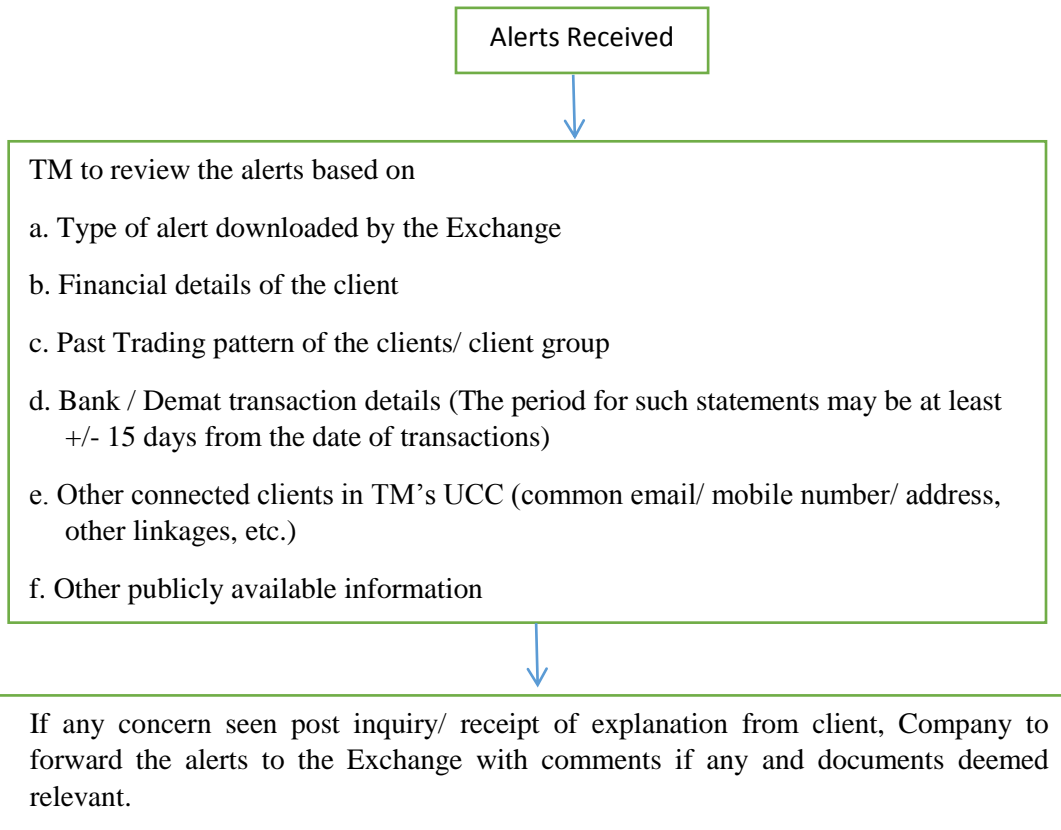 Alerts Received
TM to review the alerts based on
a. Type of alert downloaded by the Exchange
b. Financial details of the client
c. Past Trading pattern of the clients/ client group
d. Bank / Demat transaction details (The period for such statements may be at least
+/- 15 days from the date of transactions)
e. Other connected clients in TM’s UCC (common email/ mobile number/ address,
other linkages, etc.)
f. Other publicly available information
If any concern seen post inquiry/ receipt of explanation from client, Company to
forward the alerts to the Exchange with comments if any and documents deemed
relevant.